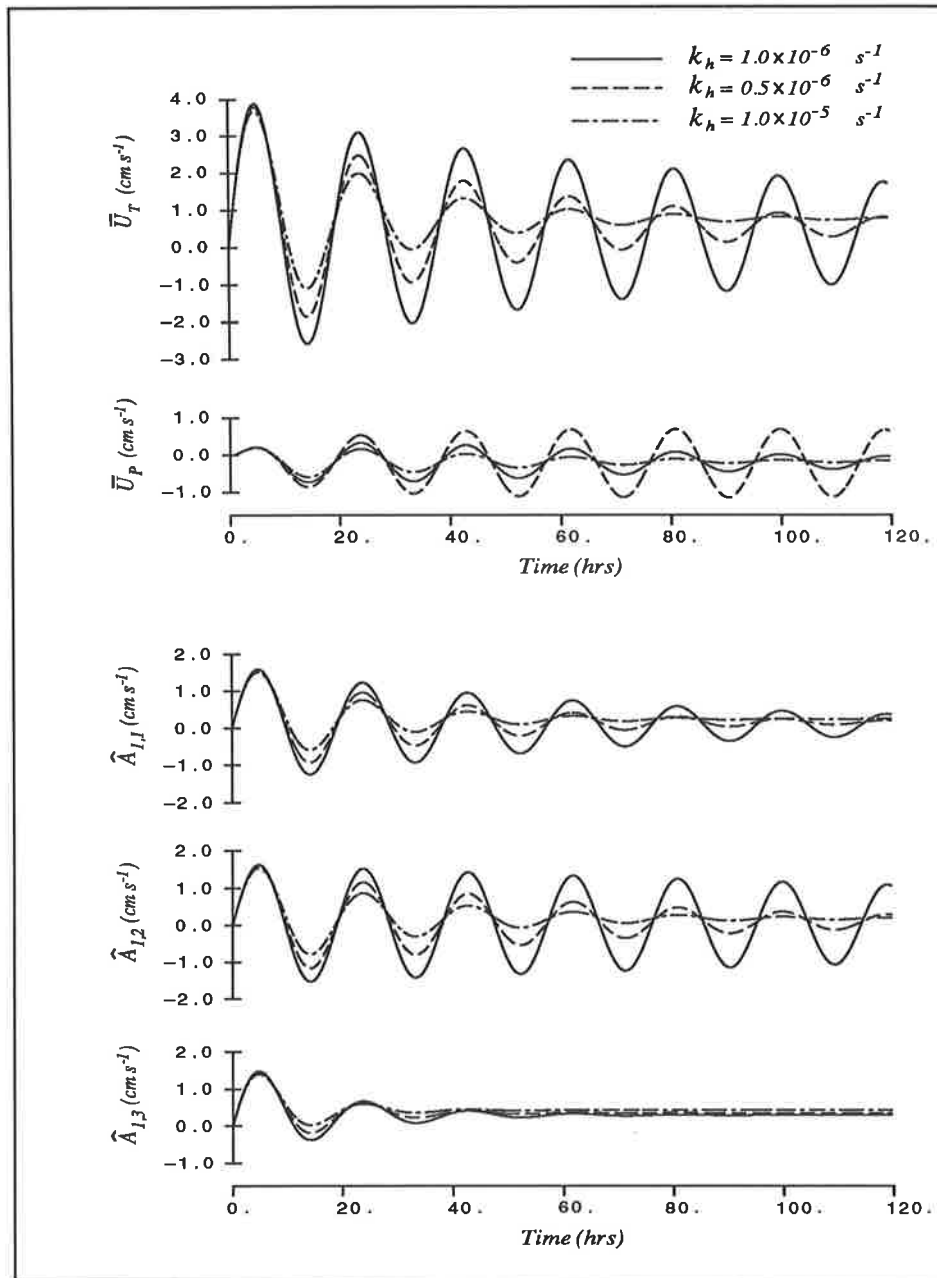 k_h = 1.0×10^-6 s^-1
k_h = 0.5×10^-6 s^-1
k_h = 1.0×10^-5 s^-1
U̅_T (cm s^-1)
4.0
3.0
2.0
1.0
0.0
−1.0
−2.0
−3.0
U̅_P (cm s^-1)
1.0
0.0
−1.0
0. 20. 40. 60. 80. 100. 120.
Time (hrs)
Â_1,1 (cm s^-1)
2.0
1.0
0.0
−1.0
−2.0
Â_1,2 (cm s^-1)
2.0
1.0
0.0
−1.0
−2.0
Â_1,3 (cm s^-1)
2.0
1.0
0.0
−1.0
0. 20. 40. 60. 80. 100. 120.
Time (hrs)